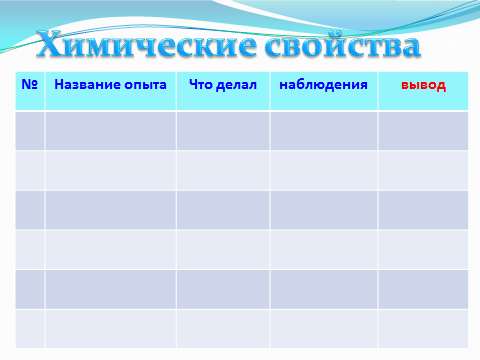 Химические свойства
№ Название опыта Что делал наблюдения вывод